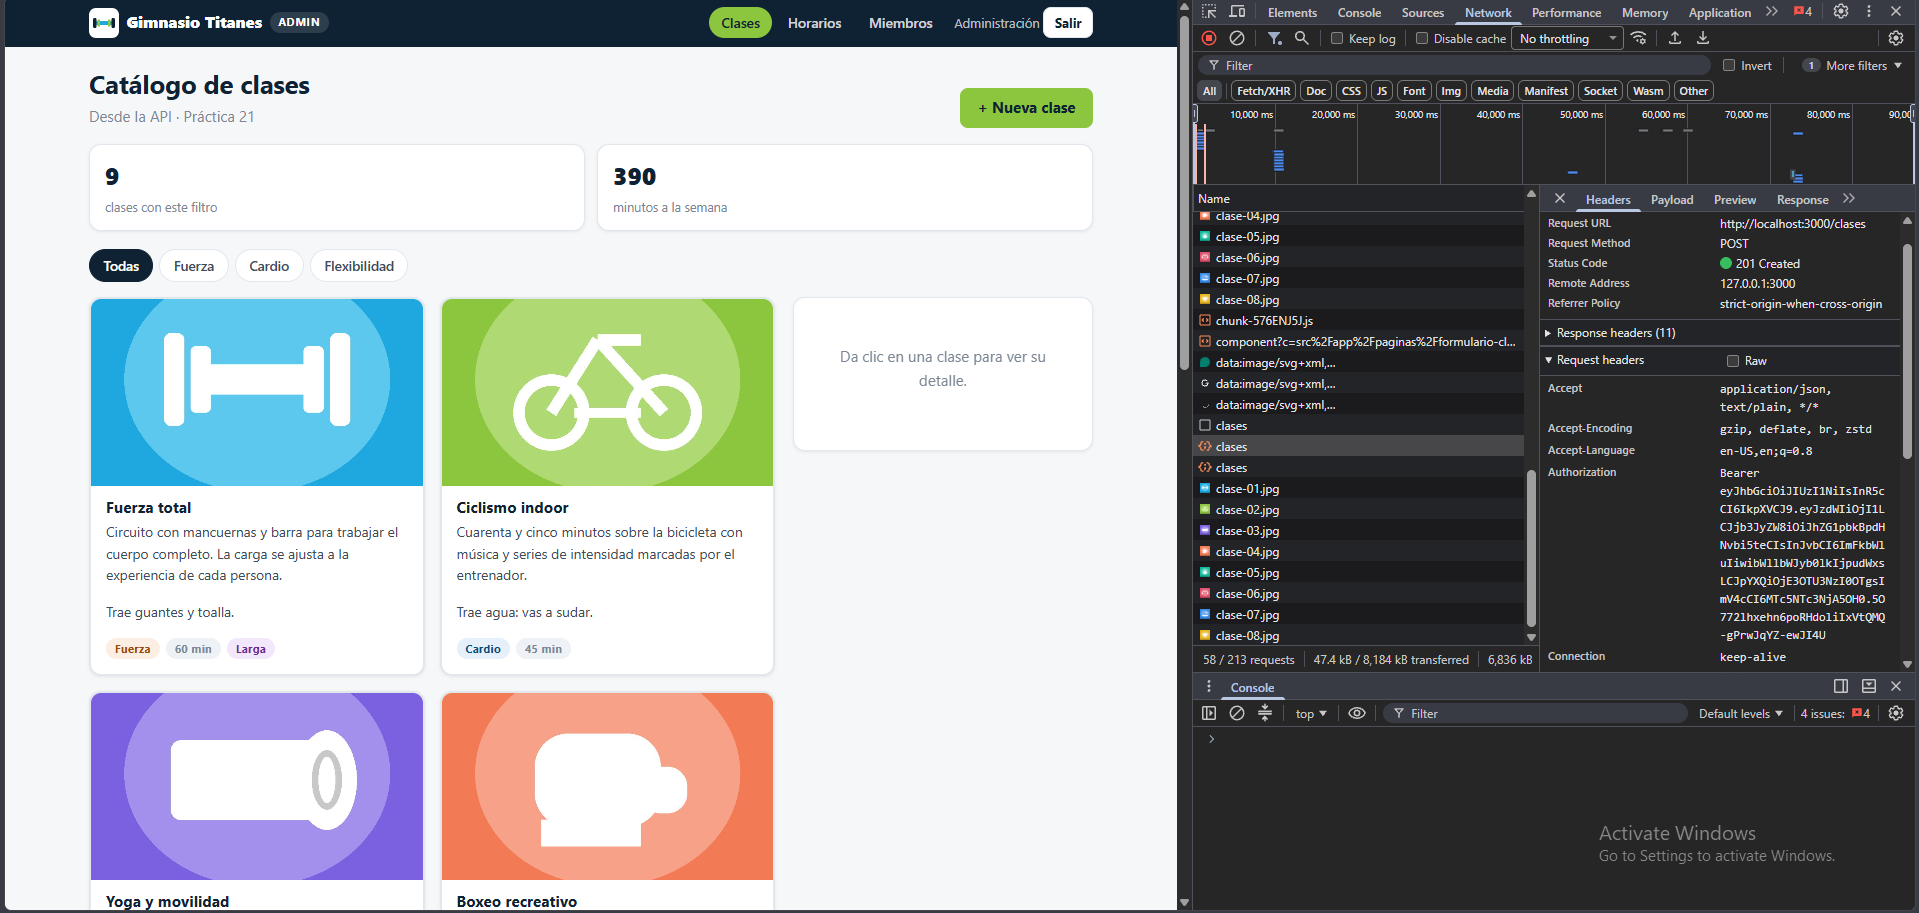 Gimnasio Titanes ADMIN
Clases Horarios Miembros Administración Salir
Catálogo de clases
Desde la API · Práctica 21
+ Nueva clase
9
clases con este filtro
390
minutos a la semana
Todas Fuerza Cardio Flexibilidad
Da clic en una clase para ver su
detalle.
Fuerza total
Circuito con mancuernas y barra para trabajar el
cuerpo completo. La carga se ajusta a la
experiencia de cada persona.
Trae guantes y toalla.
Fuerza 60 min Larga
Ciclismo indoor
Cuarenta y cinco minutos sobre la bicicleta con
música y series de intensidad marcadas por el
entrenador.
Trae agua: vas a sudar.
Cardio 45 min
Yoga y movilidad
Boxeo recreativo
Elements Console Sources Network Performance Memory Application 4
Keep log Disable cache No throttling
Filter Invert 1 More filters
All Fetch/XHR Doc CSS JS Font Img Media Manifest Socket Wasm Other
10,000 ms 20,000 ms 30,000 ms 40,000 ms 50,000 ms 60,000 ms 70,000 ms 80,000 ms 90,00
Name
clase-04.jpg
clase-05.jpg
clase-06.jpg
clase-07.jpg
clase-08.jpg
chunk-576ENJ5J.js
component?c=src%2Fapp%2Fpaginas%2Fformulario-cl...
data:image/svg+xml,...
data:image/svg+xml,...
data:image/svg+xml,...
clases
clases
clases
clase-01.jpg
clase-02.jpg
clase-03.jpg
clase-04.jpg
clase-05.jpg
clase-06.jpg
clase-07.jpg
clase-08.jpg
58 / 213 requests 47.4 kB / 8,184 kB transferred 6,836 kB
Headers Payload Preview Response
Request URL http://localhost:3000/clases
Request Method POST
Status Code 201 Created
Remote Address 127.0.0.1:3000
Referrer Policy strict-origin-when-cross-origin
Response headers (11)
Request headers Raw
Accept application/json,
text/plain, */*
Accept-Encoding gzip, deflate, br, zstd
Accept-Language en-US,en;q=0.8
Authorization Bearer
eyJhbGciOiJIUzI1NiIsInR5c
CI6IkpXVCJ9.eyJzdWIiOjI1L
CJjb3JyZW8iOiJhZG1pbkBpdH
Connection keep-alive
Console
top Filter Default levels 4 issues: 4
Activate Windows
Go to Settings to activate Windows.